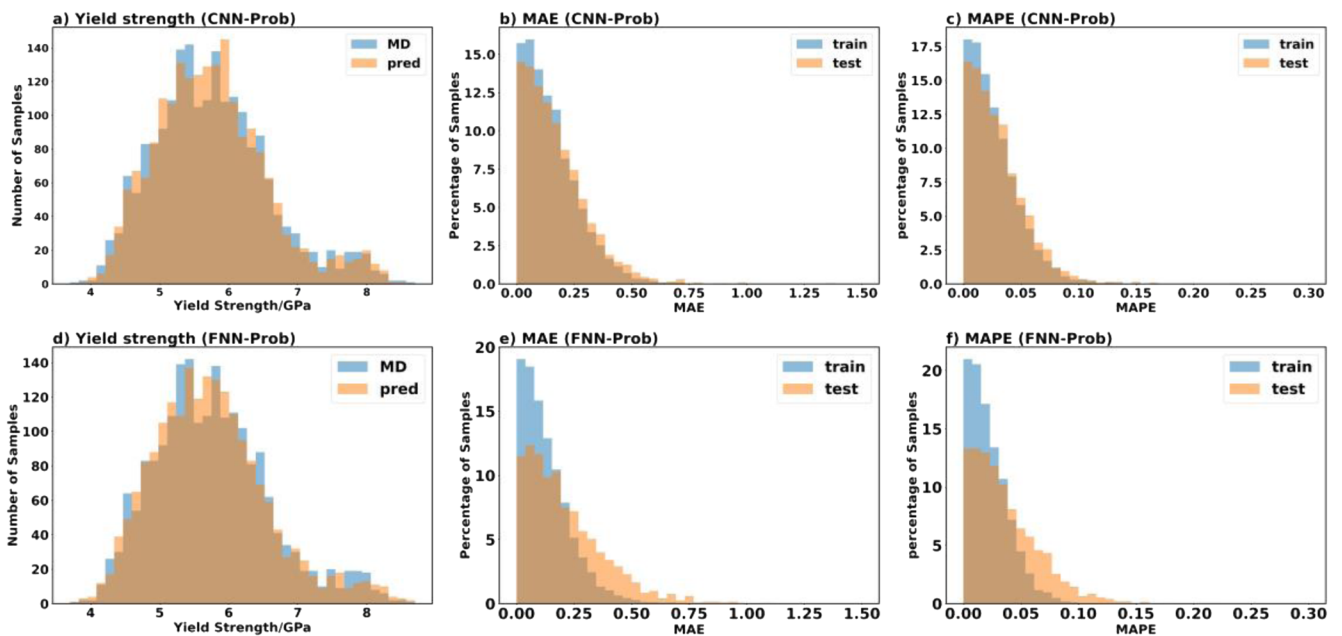 a) Yield strength (CNN-Prob)
Number of Samples
140
120
100
80
60
40
20
0
MD
pred
4 5 6 7 8
Yield Strength/GPa
b) MAE (CNN-Prob)
Percentage of Samples
15.0
12.5
10.0
7.5
5.0
2.5
0.0
train
test
0.00 0.25 0.50 0.75 1.00 1.25 1.50
MAE
c) MAPE (CNN-Prob)
percentage of Samples
17.5
15.0
12.5
10.0
7.5
5.0
2.5
0.0
train
test
0.00 0.05 0.10 0.15 0.20 0.25 0.30
MAPE
d) Yield strength (FNN-Prob)
Number of Samples
140
120
100
80
60
40
20
0
MD
pred
4 5 6 7 8
Yield Strength/GPa
e) MAE (FNN-Prob)
Percentage of Samples
20
15
10
5
0
train
test
0.00 0.25 0.50 0.75 1.00 1.25 1.50
MAE
f) MAPE (FNN-Prob)
percentage of Samples
20
15
10
5
0
train
test
0.00 0.05 0.10 0.15 0.20 0.25 0.30
MAPE